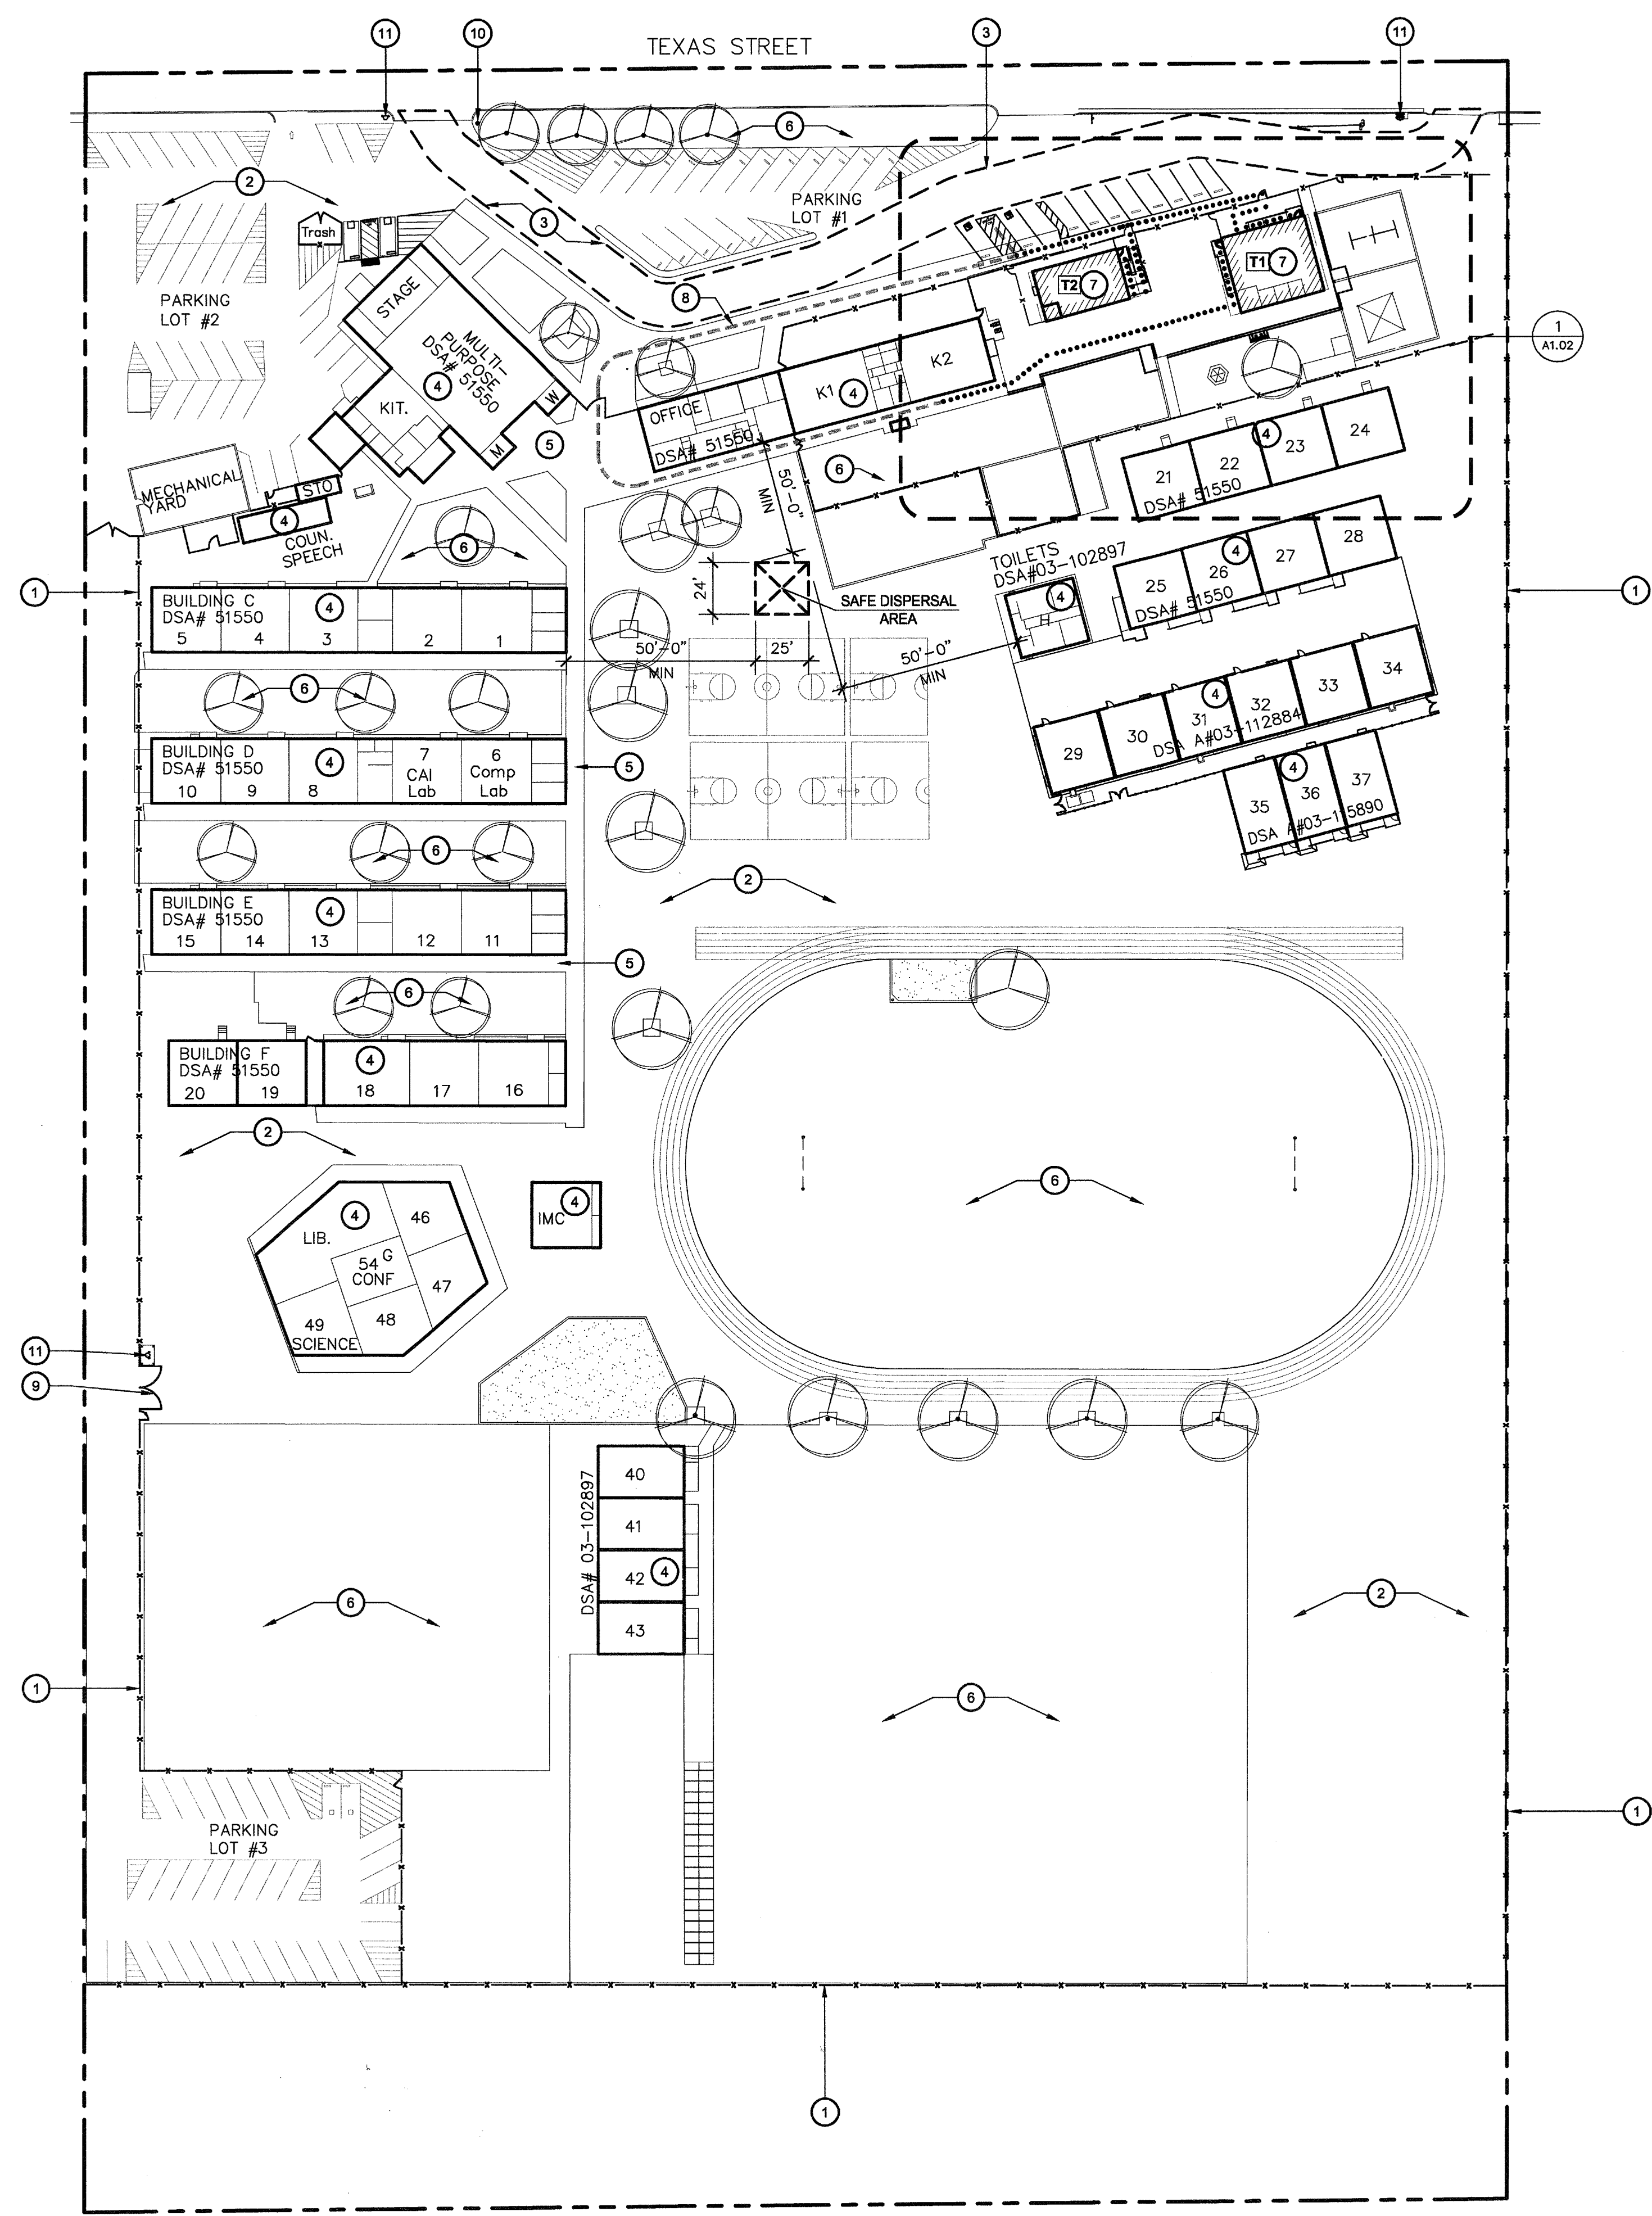 11
10
TEXAS STREET
3
11
6
2
PARKING
LOT #1
3
Trash
T1
7
T2
7
PARKING
LOT #2
8
1
A1.02
STAGE
MULTI-
PURPOSE
DSA# 51550
4
KIT.
W
M
5
OFFICE
DSA# 51550
K1
4
K2
6
21
22
4
23
24
DSA# 51550
MECHANICAL
YARD
STO
4
COUN.
SPEECH
6
50'-0"
MIN
24'
SAFE DISPERSAL
AREA
25'
50'-0"
MIN
50'-0"
MIN
TOILETS
DSA#03-102897
4
25
26
4
27
28
DSA# 51550
1
1
BUILDING C
DSA# 51550
4
5
4
3
2
1
6
29
30
31
4
32
33
34
DSA A#03-112884
BUILDING D
DSA# 51550
4
10
9
8
7
CAI
Lab
6
Comp
Lab
5
35
4
36
37
DSA A#03-115890
6
2
BUILDING E
DSA# 51550
4
15
14
13
12
11
5
6
BUILDING F
DSA# 51550
4
20
19
18
17
16
2
6
LIB.
4
46
54 G
CONF
47
48
49
SCIENCE
IMC
4
11
9
40
41
42
4
43
DSA# 03-102897
6
2
1
6
1
PARKING
LOT #3
1